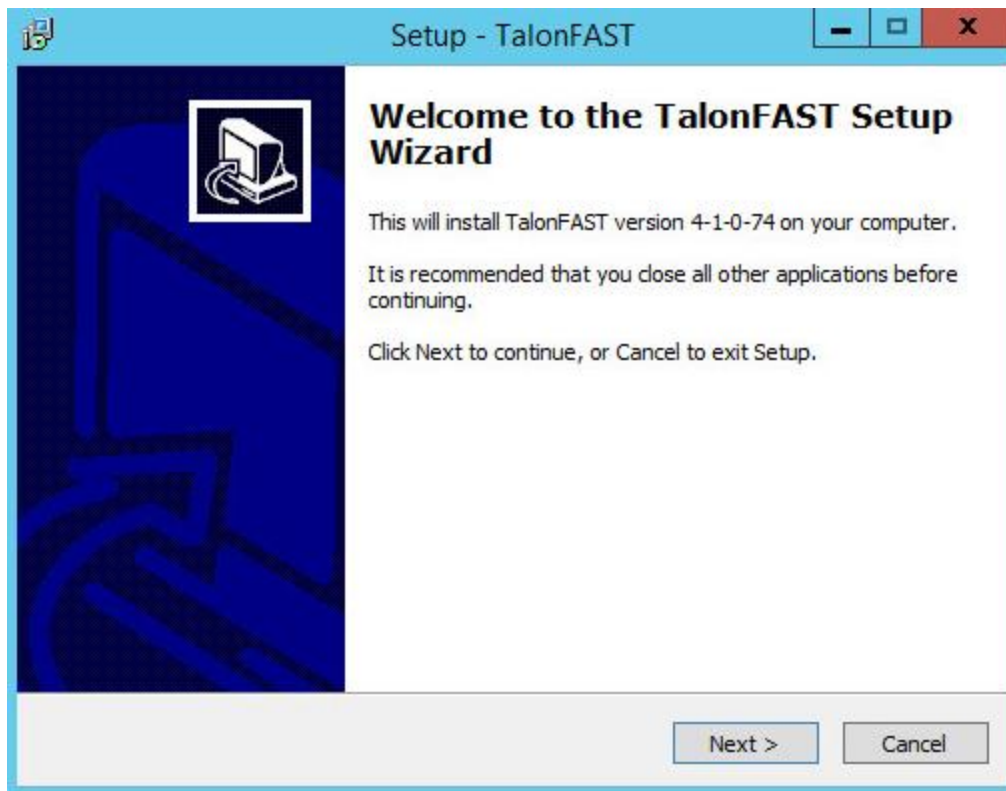 Setup - TalonFAST
Welcome to the TalonFAST Setup
Wizard
This will install TalonFAST version 4-1-0-74 on your computer.
It is recommended that you close all other applications before
continuing.
Click Next to continue, or Cancel to exit Setup.
Next >
Cancel